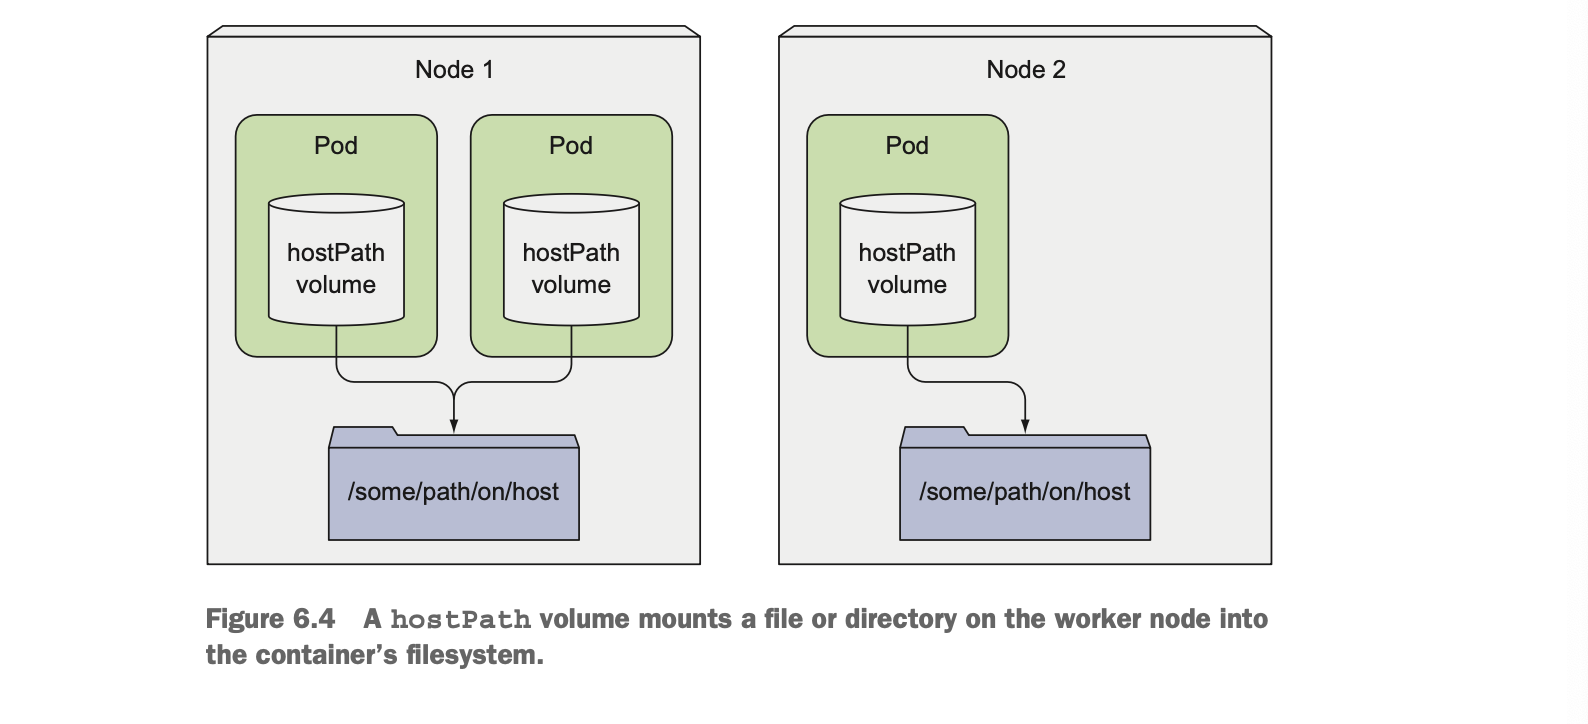 Node 1
Node 2
Pod
Pod
Pod
hostPath
volume
hostPath
volume
hostPath
volume
/some/path/on/host
/some/path/on/host
Figure 6.4 A hostPath volume mounts a file or directory on the worker node into
the container’s filesystem.